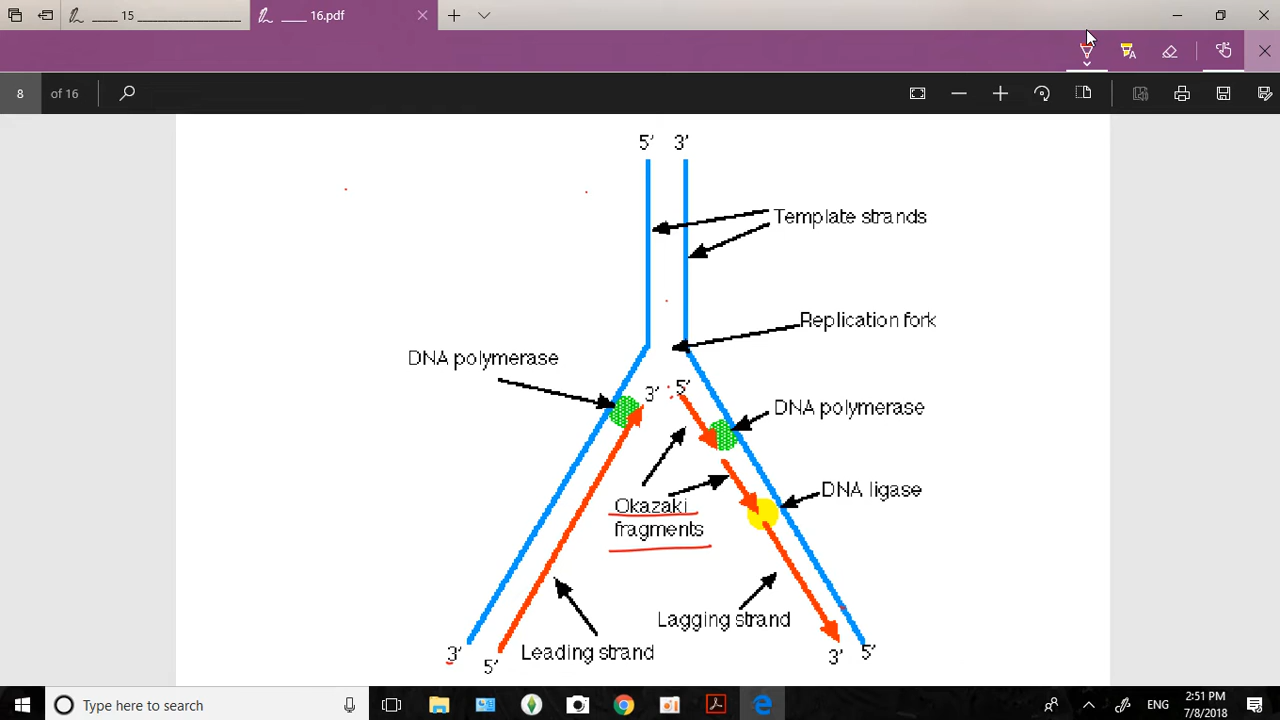 ____ 15 __________________
____ 16.pdf
8 of 16
5' 3'
Template strands
Replication fork
DNA polymerase
3' 5'
DNA polymerase
DNA ligase
Okazaki
fragments
Lagging strand
Leading strand
3' 5'
3' 5'
Type here to search
ENG
2:51 PM
7/8/2018